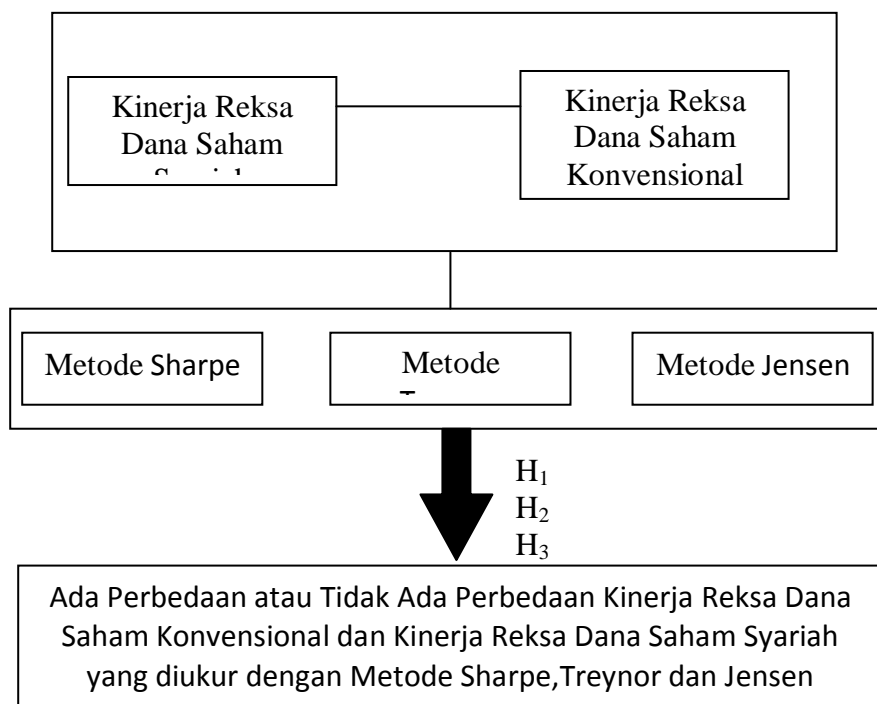 Kinerja Reksa
Dana Saham
Kinerja Reksa
Dana Saham
Konvensional
Metode Sharpe
Metode
Metode Jensen
H₁
H₂
H₃
Ada Perbedaan atau Tidak Ada Perbedaan Kinerja Reksa Dana
Saham Konvensional dan Kinerja Reksa Dana Saham Syariah
yang diukur dengan Metode Sharpe,Treynor dan Jensen